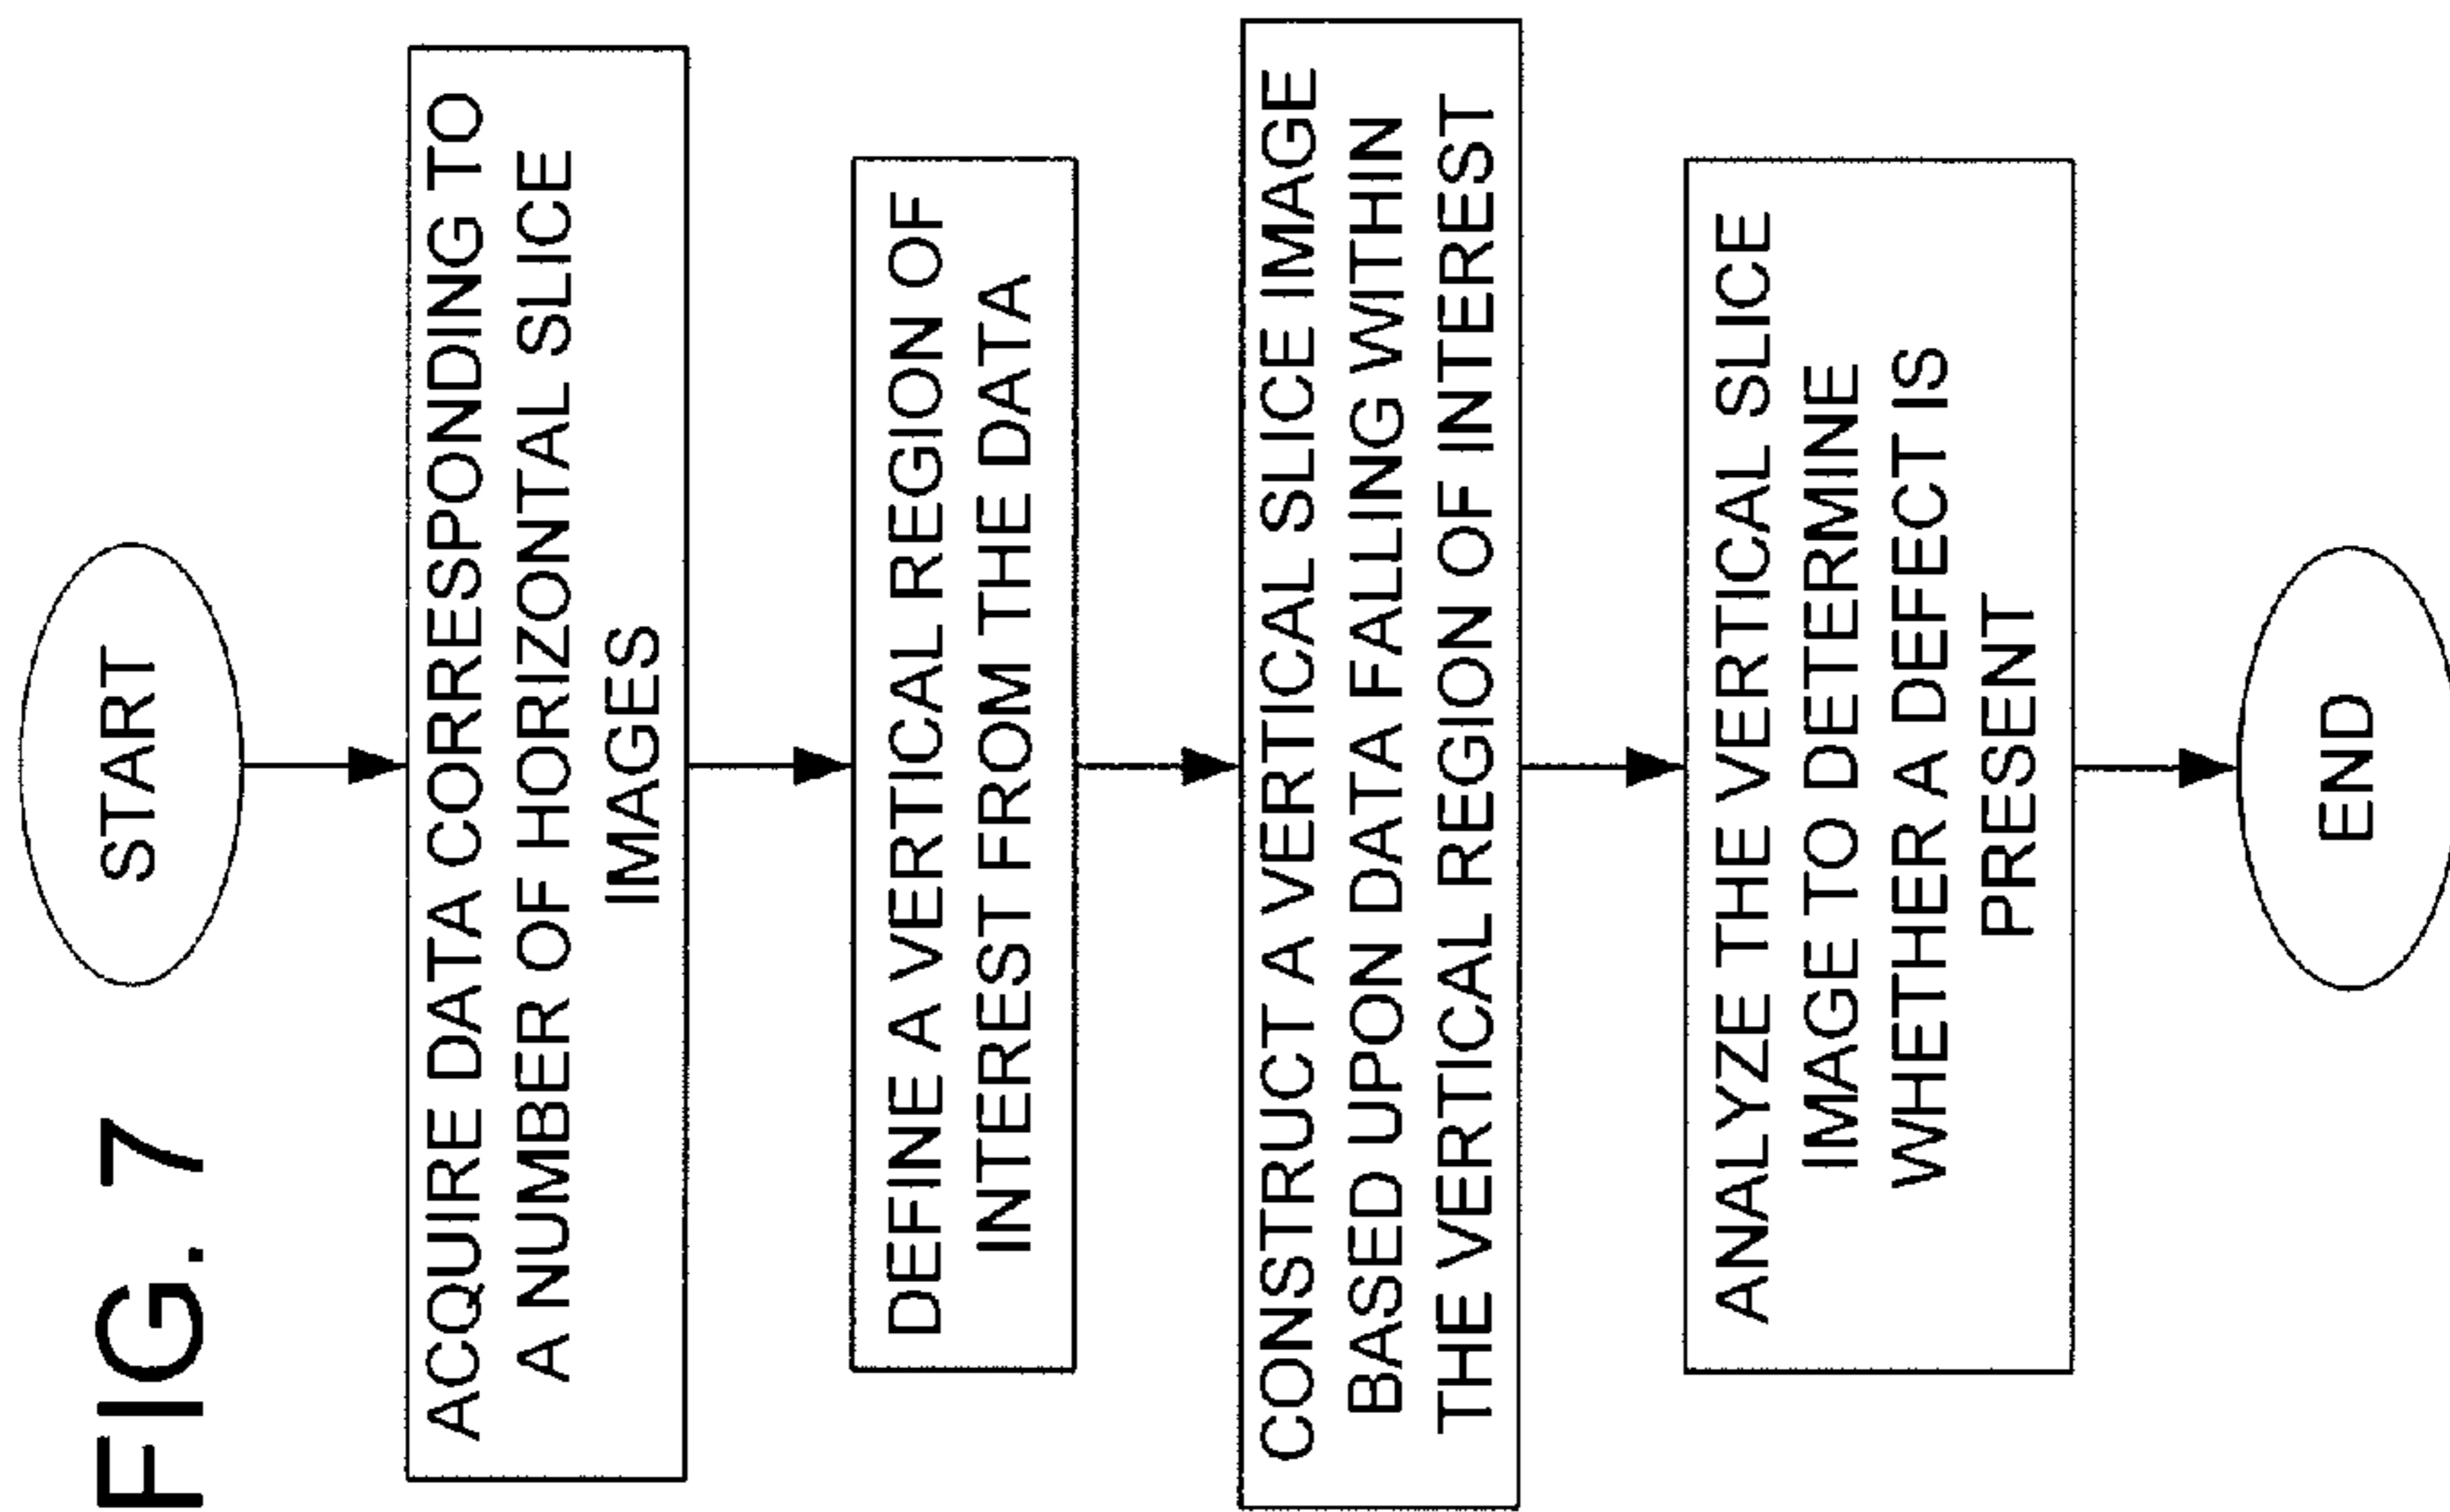 FIG. 7
START
ACQUIRE DATA CORRESPONDING TO
A NUMBER OF HORIZONTAL SLICE
IMAGES
DEFINE A VERTICAL REGION OF
INTEREST FROM THE DATA
CONSTRUCT A VERTICAL SLICE IMAGE
BASED UPON DATA FALLING WITHIN
THE VERTICAL REGION OF INTEREST
ANALYZE THE VERTICAL SLICE
IMAGE TO DETERMINE
WHETHER A DEFECT IS
PRESENT
END